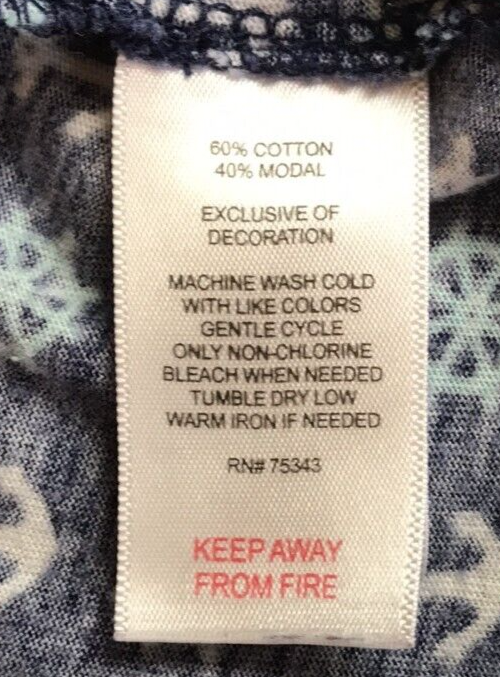 60% COTTON
40% MODAL
EXCLUSIVE OF
DECORATION
MACHINE WASH COLD
WITH LIKE COLORS
GENTLE CYCLE
ONLY NON-CHLORINE
BLEACH WHEN NEEDED
TUMBLE DRY LOW
WARM IRON IF NEEDED
RN# 75343
KEEP AWAY
FROM FIRE